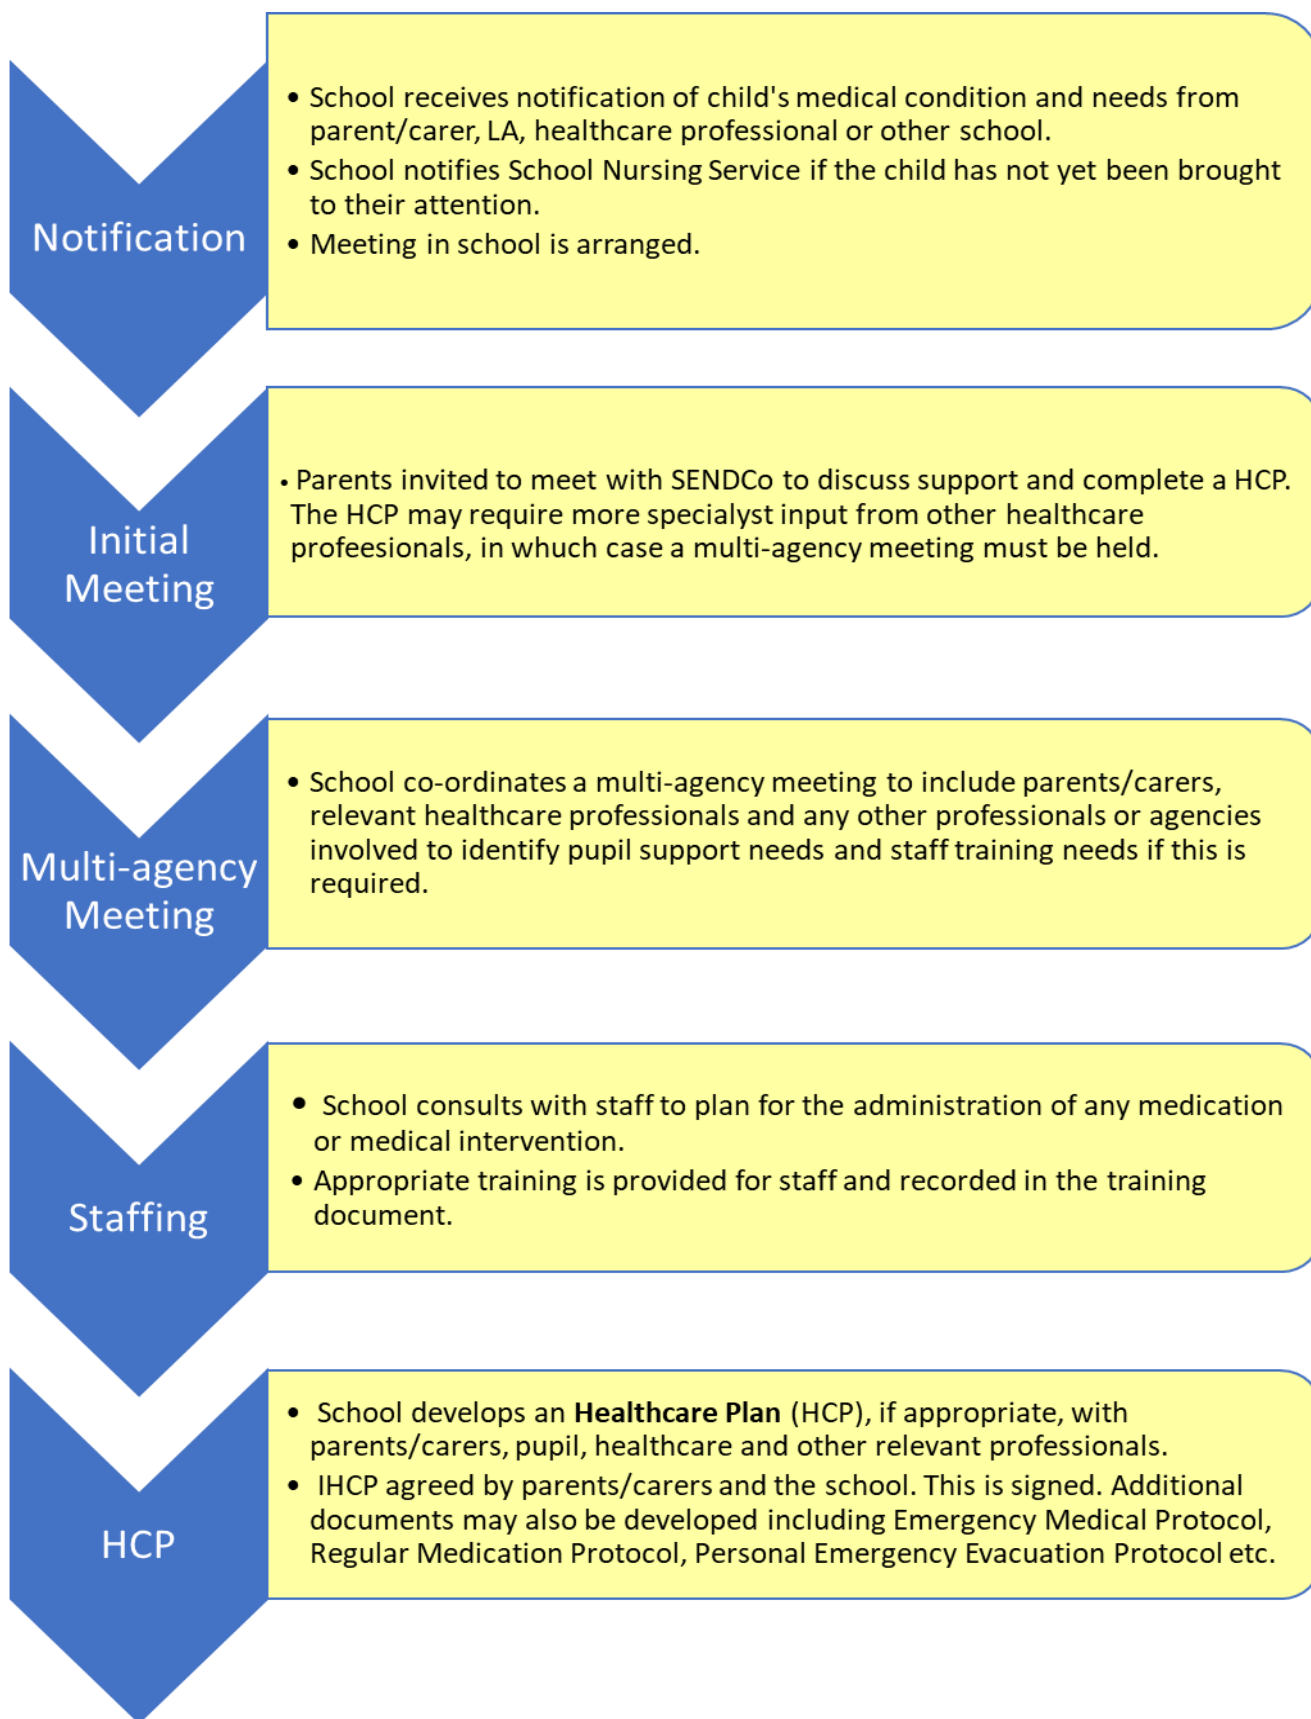 Notification
• School receives notification of child's medical condition and needs from
parent/carer, LA, healthcare professional or other school.
• School notifies School Nursing Service if the child has not yet been brought
to their attention.
• Meeting in school is arranged.
Initial
Meeting
• Parents invited to meet with SENDCo to discuss support and complete a HCP.
The HCP may require more specialyst input from other healthcare
profeesionals, in whuch case a multi-agency meeting must be held.
Multi-agency
Meeting
• School co-ordinates a multi-agency meeting to include parents/carers,
relevant healthcare professionals and any other professionals or agencies
involved to identify pupil support needs and staff training needs if this is
required.
Staffing
• School consults with staff to plan for the administration of any medication
or medical intervention.
• Appropriate training is provided for staff and recorded in the training
document.
HCP
• School develops an Healthcare Plan (HCP), if appropriate, with
parents/carers, pupil, healthcare and other relevant professionals.
• IHCP agreed by parents/carers and the school. This is signed. Additional
documents may also be developed including Emergency Medical Protocol,
Regular Medication Protocol, Personal Emergency Evacuation Protocol etc.